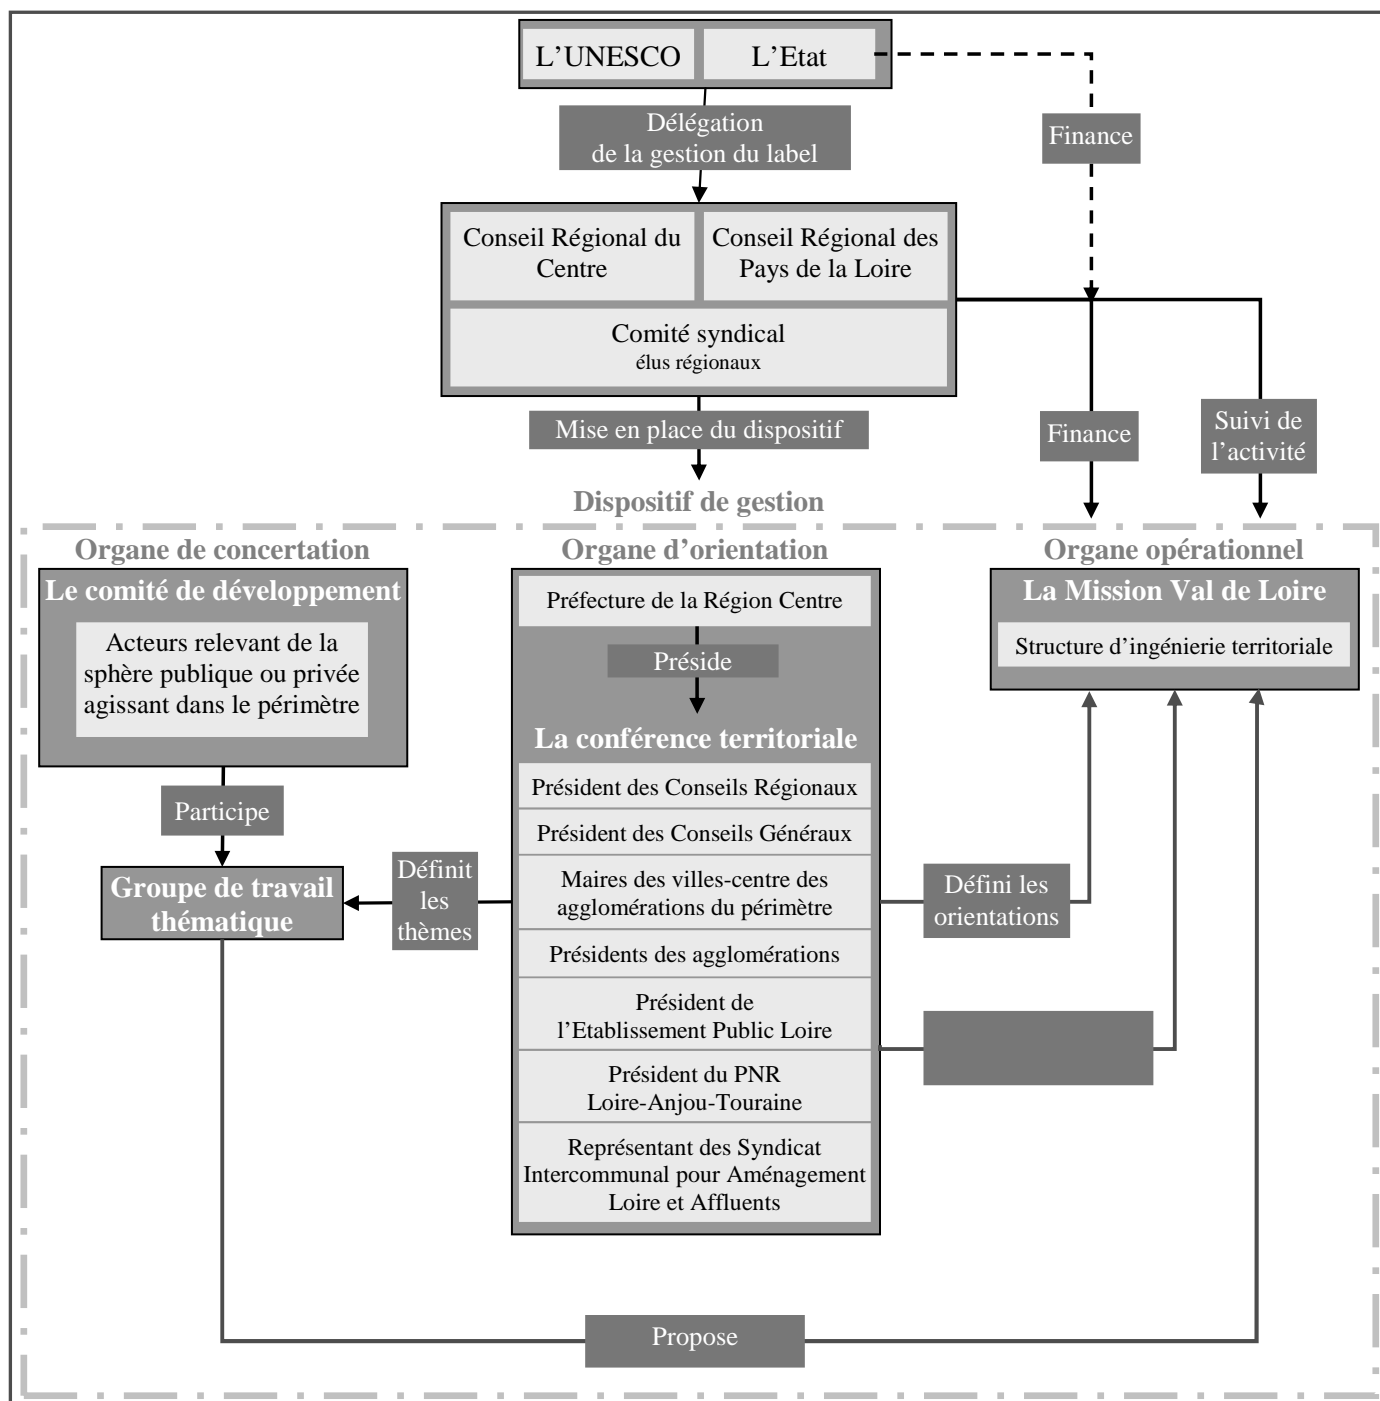 L’UNESCO
L’Etat
Délégation
de la gestion du label
Finance
Conseil Régional du
Centre
Conseil Régional des
Pays de la Loire
Comité syndical
élus régionaux
Mise en place du dispositif
Finance
Suivi de
l’activité
Dispositif de gestion
Organe de concertation
Organe d’orientation
Organe opérationnel
Le comité de développement
Acteurs relevant de la
sphère publique ou privée
agissant dans le périmètre
Participe
Groupe de travail
thématique
Définit
les
thèmes
Préfecture de la Région Centre
Préside
La conférence territoriale
Président des Conseils Régionaux
Président des Conseils Généraux
Maires des villes-centre des
agglomérations du périmètre
Présidents des agglomérations
Président de
l’Etablissement Public Loire
Président du PNR
Loire-Anjou-Touraine
Représentant des Syndicat
Intercommunal pour Aménagement
Loire et Affluents
La Mission Val de Loire
Structure d’ingénierie territoriale
Défini les
orientations
Propose